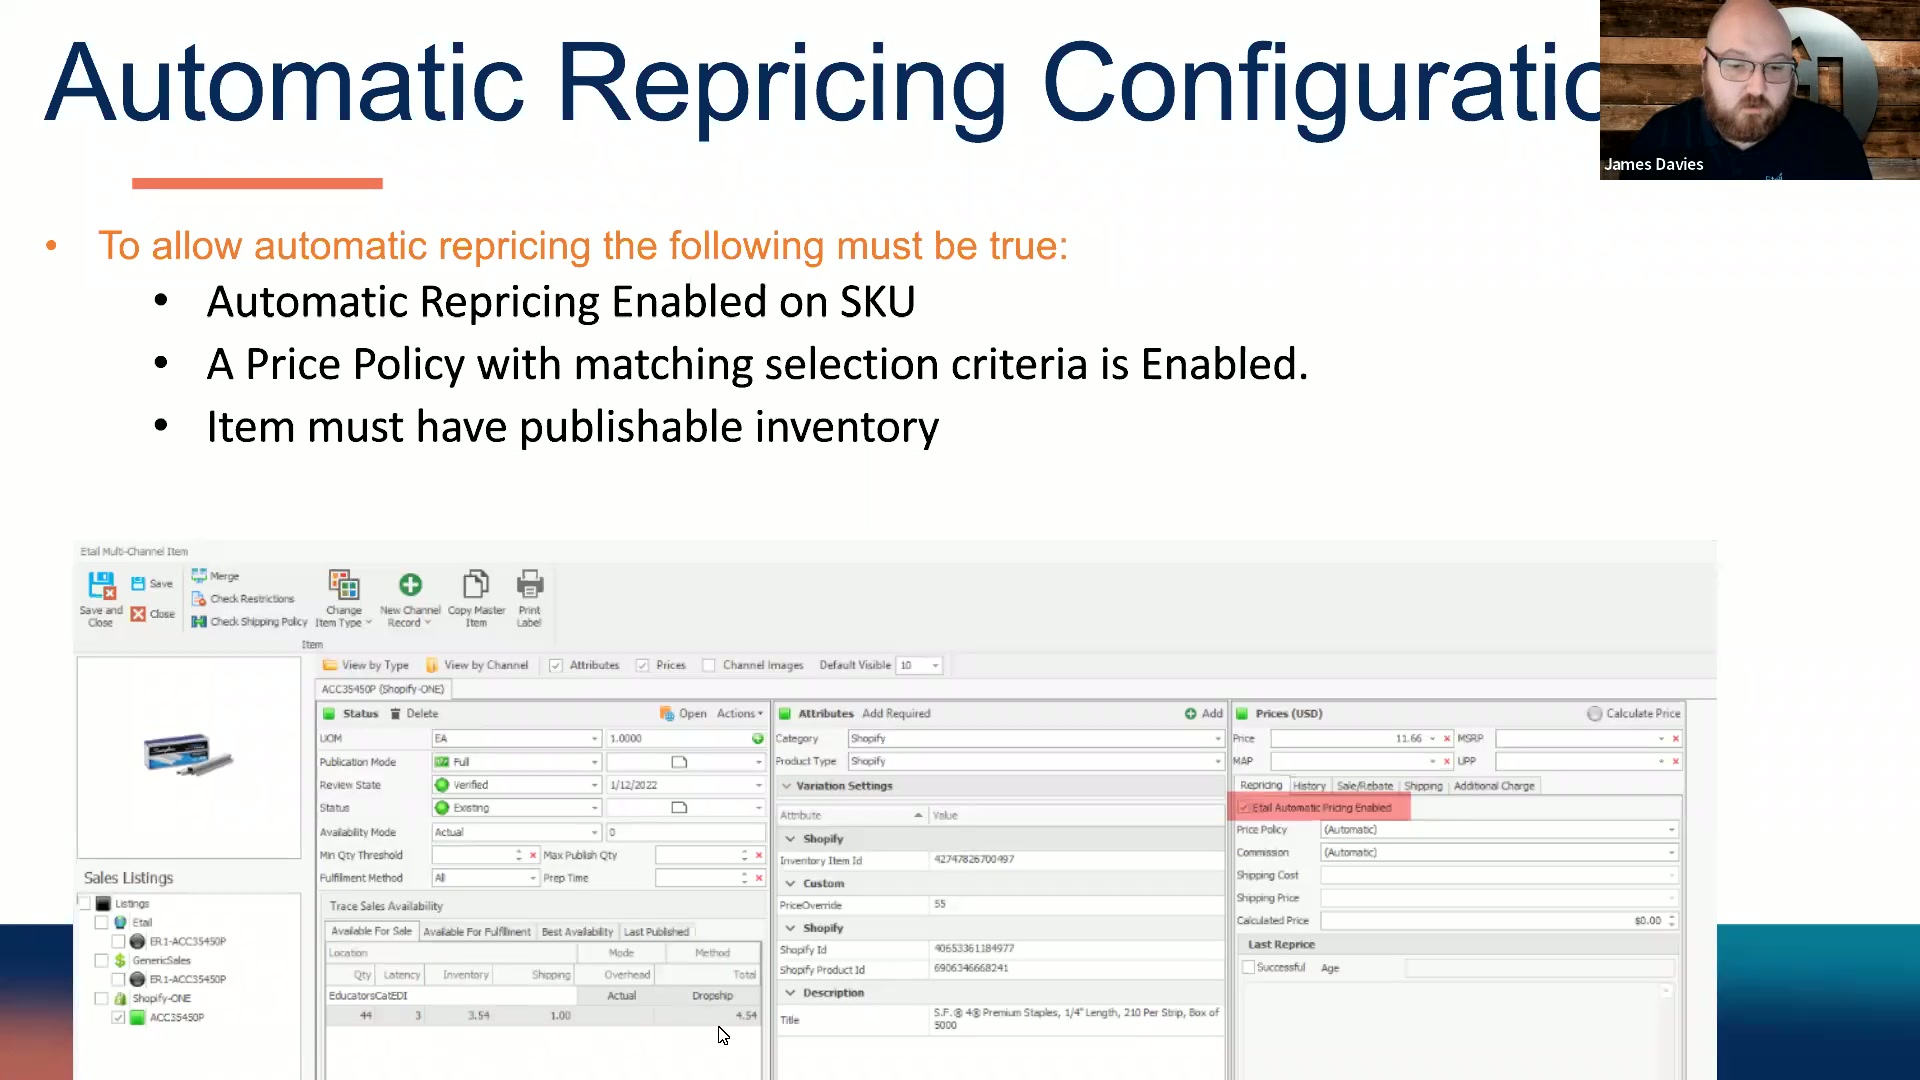 Automatic Repricing Configuratio
James Davies
• To allow automatic repricing the following must be true:
• Automatic Repricing Enabled on SKU
• A Price Policy with matching selection criteria is Enabled.
• Item must have publishable inventory
Etail Multi-Channel Item
Save and Close
Save
Close
Merge
Check Restrictions
Check Shipping Policy
Change Item Type
New Channel Record
Copy Master Item
Print Label
Item
View by Type View by Channel Attributes Prices Channel Images Default Visible 10
ACC35450P (Shopify-ONE)
Status Delete Open Actions
UOM EA 1.0000
Publication Mode Full
Review State Verified 1/12/2022
Status Existing
Availability Mode Actual 0
Min Qty Threshold Max Publish Qty
Fulfilment Method All Prep Time
Trace Sales Availability
Available For Sale Available For Fulfillment Best Availability Last Published
Location Mode Method
Qty Latency Inventory Shipping Overhead Total
EducatorsCatEDI Actual Dropship
44 3 3.54 1.00 4.54
Attributes Add Required Add
Category Shopify
Product Type Shopify
Variation Settings
Attribute Value
Shopify
Inventory Item Id 42747826700497
Custom
PriceOverride 55
Shopify
Shopify Id 40653361184977
Shopify Product Id 6906346668241
Description
Title S.F.® 4® Premium Staples, 1/4" Length, 210 Per Strip, Box of
5000
Prices (USD) Calculate Price
Price 11.66 MSRP
MAP UPP
Repricing History Sale/Rebate Shipping Additional Charge
Etail Automatic Pricing Enabled
Price Policy (Automatic)
Commission (Automatic)
Shipping Cost
Shipping Price
Calculated Price $0.00
Last Reprice
Successful Age
Sales Listings
Listings
Etail
ER.1-ACC35450P
GenericSales
ER.1-ACC35450P
Shopify-ONE
ACC35450P